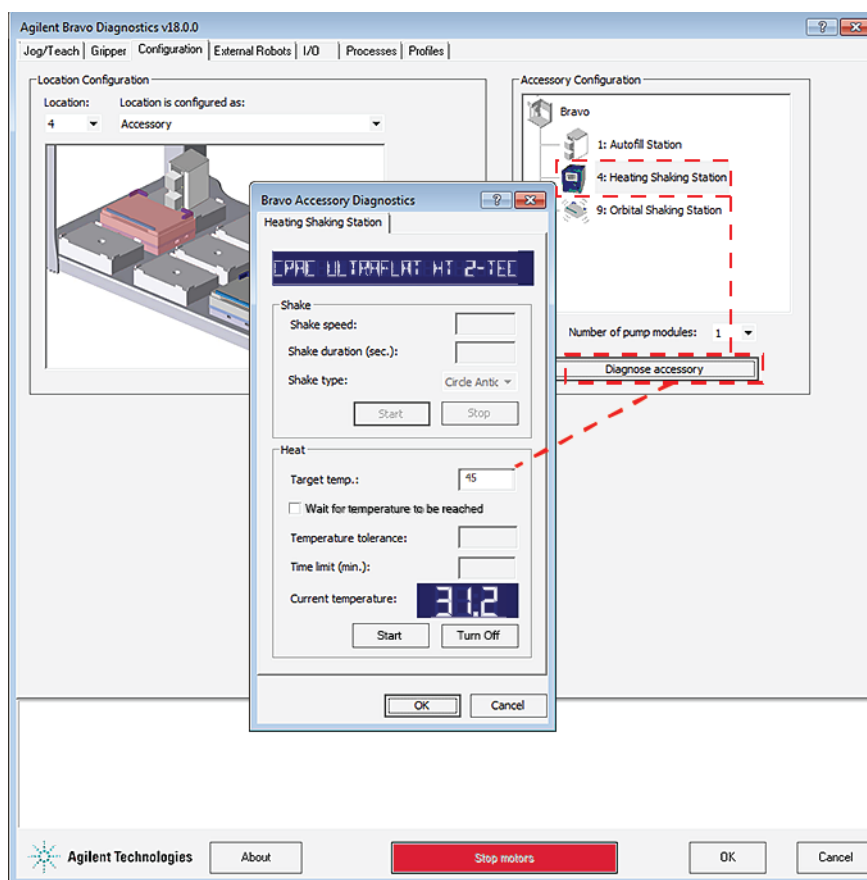 Agilent Bravo Diagnostics v18.0.0
Jog/Teach Gripper Configuration External Robots I/O Processes Profiles
Location Configuration
Location: Location is configured as:
4 Accessory
Accessory Configuration
Bravo
1: Autofill Station
4: Heating Shaking Station
9: Orbital Shaking Station
Number of pump modules: 1
Diagnose accessory
Bravo Accessory Diagnostics
Heating Shaking Station
CPAC ULTRAFLAT HT 2-TEC
Shake
Shake speed:
Shake duration (sec.):
Shake type: Circle Antic
Start Stop
Heat
Target temp.: 45
Wait for temperature to be reached
Temperature tolerance:
Time limit (min.):
Current temperature: 31.2
Start Turn Off
OK Cancel
Agilent Technologies About Stop motors OK Cancel